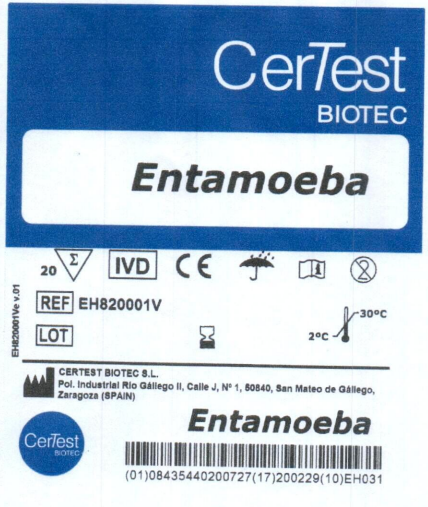 CerTest
BIOTEC
Entamoeba
20 Σ IVD CE
REF EH820001V
LOT
2ºC
30ºC
EH820001Ve v.01
CERTEST BIOTEC S.L.
Pol. Industrial Río Gállego II, Calle J, Nº 1, 50840, San Mateo de Gállego,
Zaragoza (SPAIN)
Entamoeba
CerTest
BIOTEC
(01)08435440200727(17)200229(10)EH031